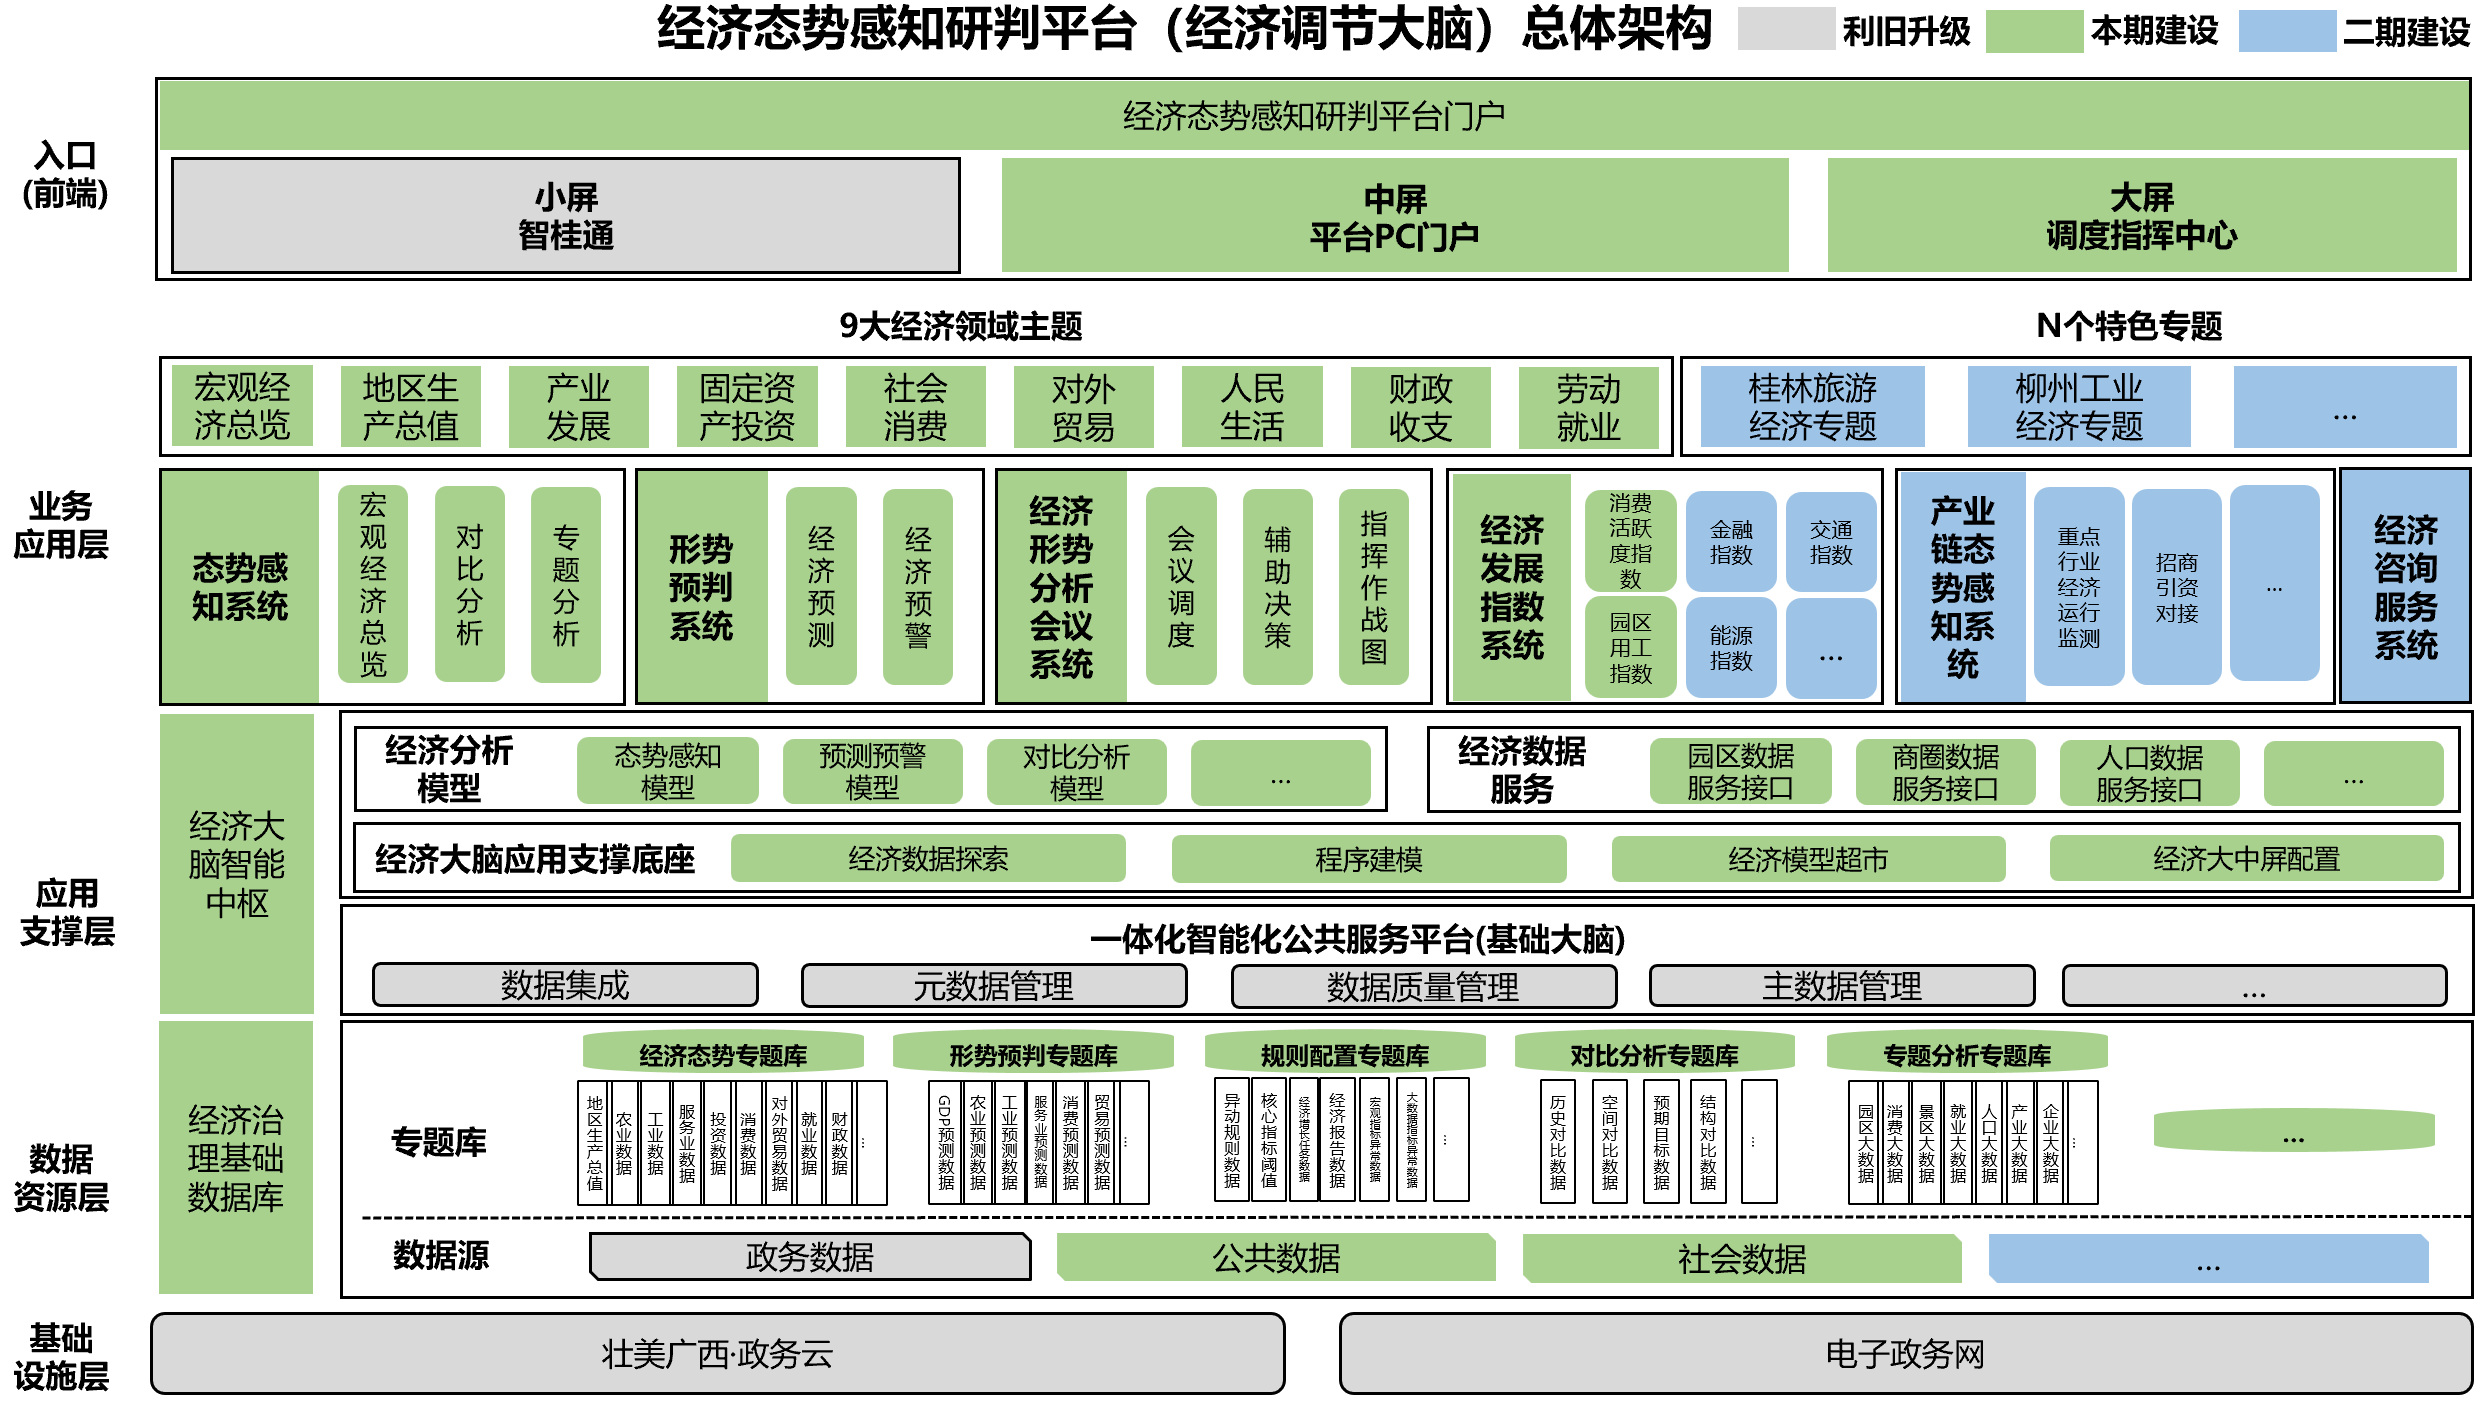 经济态势感知研判平台（经济调节大脑）总体架构
利旧升级
本期建设
二期建设
入口
(前端)
经济态势感知研判平台门户
小屏
智桂通
中屏
平台PC门户
大屏
调度指挥中心
9大经济领域主题
N个特色专题
业务
应用层
宏观经
济总览
地区生
产总值
产业
发展
固定资
产投资
社会
消费
对外
贸易
人民
生活
财政
收支
劳动
就业
桂林旅游
经济专题
柳州工业
经济专题
...
态势感
知系统
宏观经济总览
对比分析
专题分析
形势
预判
系统
经济预测
经济预警
经济
形势
分析
会议
系统
会议调度
辅助决策
指挥作战图
经济
发展
指数
系统
消费
活跃
度指
数
金融
指数
交通
指数
园区
用工
指数
能源
指数
...
产业
链态
势感
知系
统
重点
行业
经济
运行
监测
招商
引资
对接
...
经济
咨询
服务
系统
应用
支撑层
经济大
脑智能
中枢
经济分析
模型
态势感知
模型
预测预警
模型
对比分析
模型
...
经济数据
服务
园区数据
服务接口
商圈数据
服务接口
人口数据
服务接口
...
经济大脑应用支撑底座
经济数据探索
程序建模
经济模型超市
经济大中屏配置
一体化智能化公共服务平台(基础大脑)
数据集成
元数据管理
数据质量管理
主数据管理
...
数据
资源层
经济治
理基础
数据库
专题库
经济态势专题库
地区生产总值
农业数据
工业数据
服务业数据
投资数据
消费数据
对外贸易数据
就业数据
财政数据
...
形势预判专题库
GDP预测数据
农业预测数据
工业预测数据
服务业预测数据
消费预测数据
贸易预测数据
...
规则配置专题库
异动规则数据
核心指标阈值
经济增长任务数据
经济报告数据
宏观指标异常数据
大数据指标异常数据
...
对比分析专题库
历史对比数据
空间对比数据
预期目标数据
结构对比数据
...
专题分析专题库
园区大数据
消费大数据
景区大数据
就业大数据
人口大数据
产业大数据
企业大数据
...
...
数据源
政务数据
公共数据
社会数据
...
基础
设施层
壮美广西·政务云
电子政务网